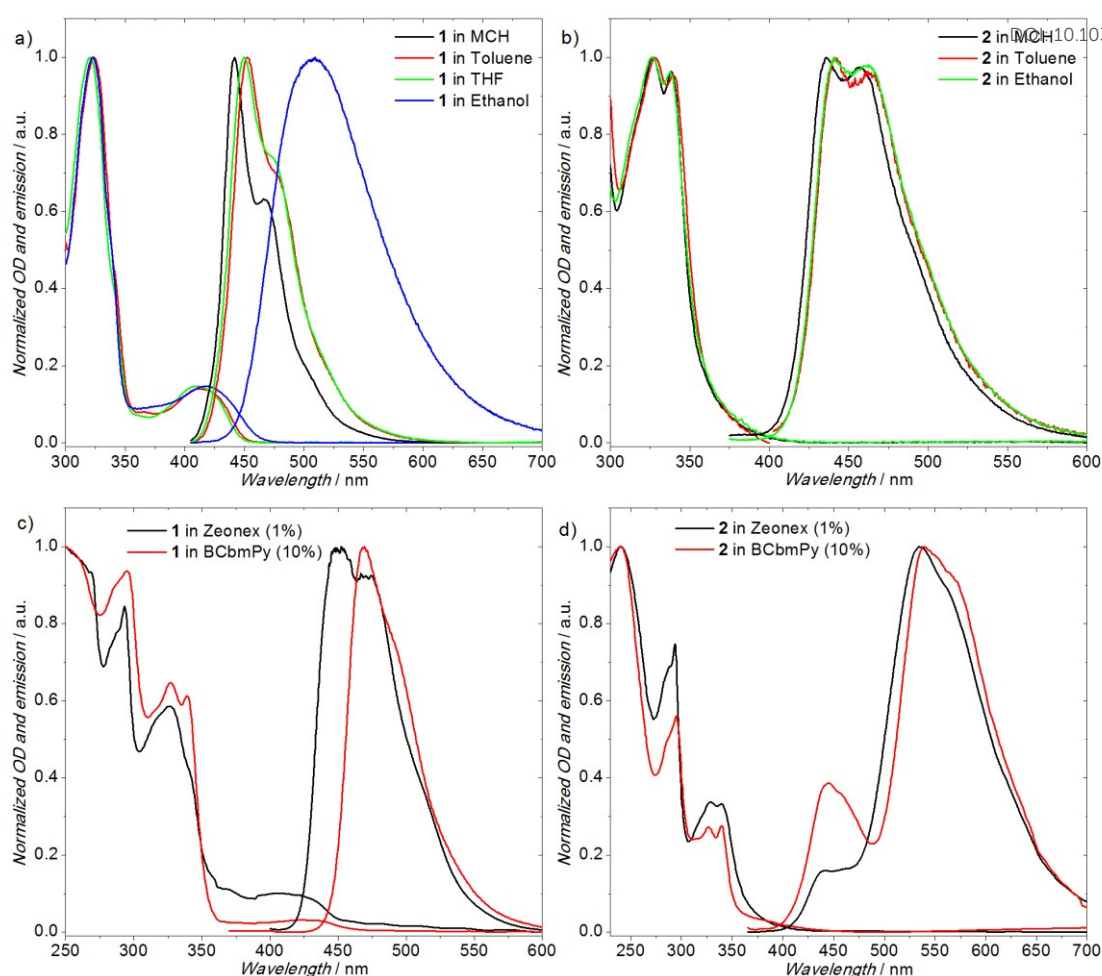 a)
1 in MCH
1 in Toluene
1 in THF
1 in Ethanol
Normalized OD and emission / a.u.
1.0
0.8
0.6
0.4
0.2
0.0
300 350 400 450 500 550 600 650 700
Wavelength / nm
b)
2 in MCH
2 in Toluene
2 in Ethanol
Normalized OD and emission / a.u.
1.0
0.8
0.6
0.4
0.2
0.0
300 350 400 450 500 550 600
Wavelength / nm
c)
1 in Zeonex (1%)
1 in BCbmPy (10%)
Normalized OD and emission / a.u.
1.0
0.8
0.6
0.4
0.2
0.0
250 300 350 400 450 500 550 600
Wavelength / nm
d)
2 in Zeonex (1%)
2 in BCbmPy (10%)
Normalized OD and emission / a.u.
1.0
0.8
0.6
0.4
0.2
0.0
250 300 350 400 450 500 550 600 650 700
Wavelength / nm